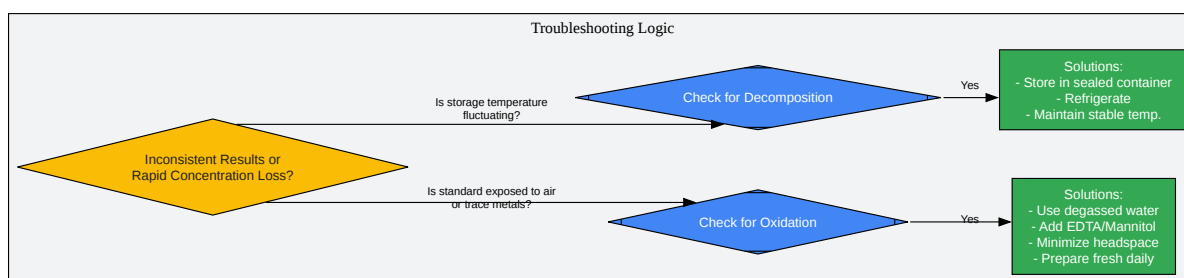 Troubleshooting Logic
Is storage temperature
fluctuating?
Check for Decomposition
Yes
Solutions:
- Store in sealed container
- Refrigerate
- Maintain stable temp.
Inconsistent Results or
Rapid Concentration Loss?
Is standard exposed to air
or trace metals?
Check for Oxidation
Yes
Solutions:
- Use degassed water
- Add EDTA/Mannitol
- Minimize headspace
- Prepare fresh daily